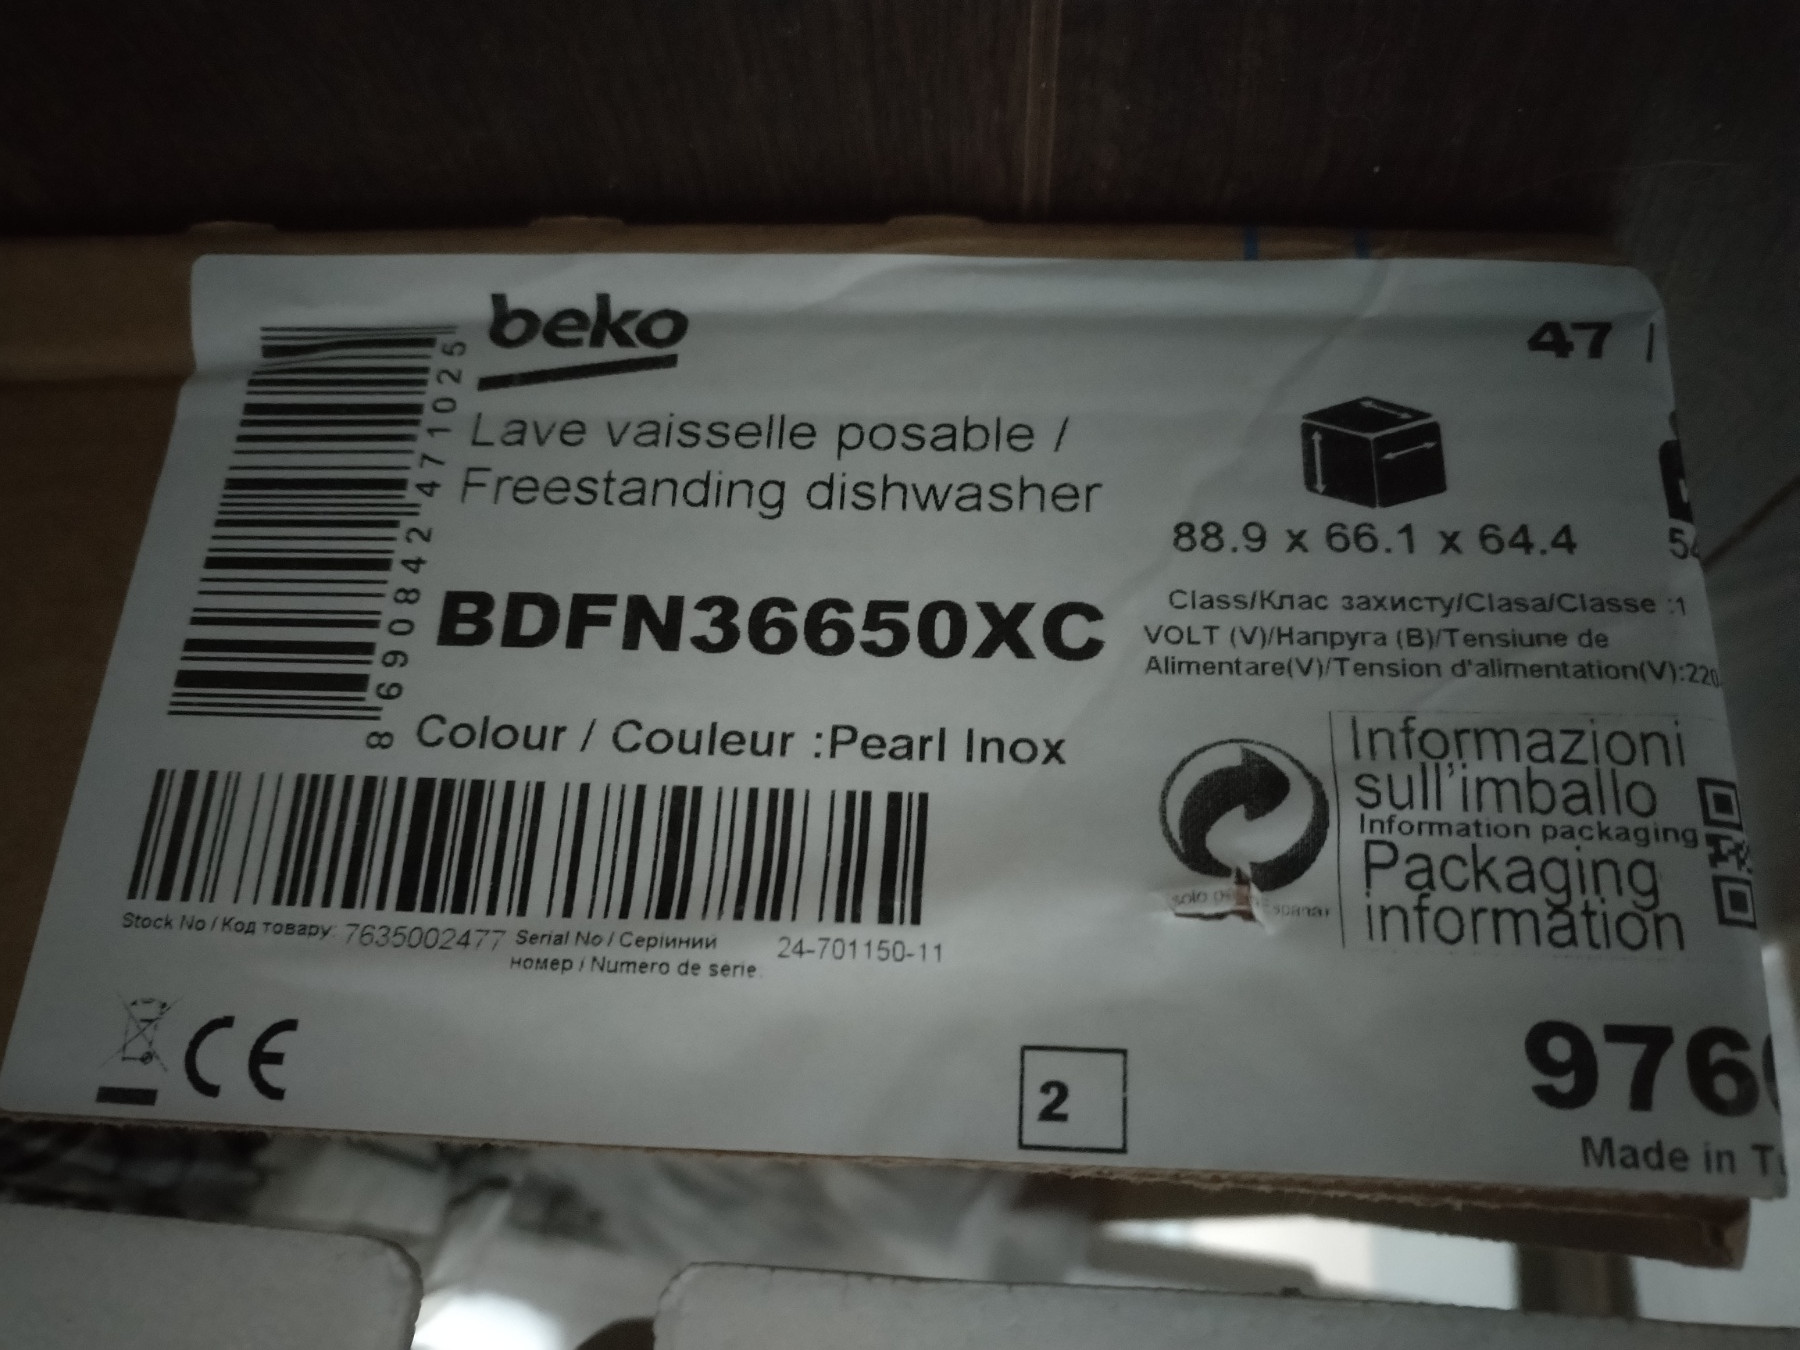 beko
8690842471025
47
Lave vaisselle posable /
Freestanding dishwasher
88.9 x 66.1 x 64.4
BDFN36650XC
Class/Клас захисту/Clasa/Classe :1
VOLT (V)/Напруга (В)/Tensiune de
Alimentare(V)/Tension d'alimentation(V):220
Colour / Couleur :Pearl Inox
Informazioni
sull'imballo
Information packaging
Packaging
information
solo
Stock No / Код товару: 7635002477 Serial No / Серійний 24-701150-11
номер / Numero de serie
CE
2
976
Made in